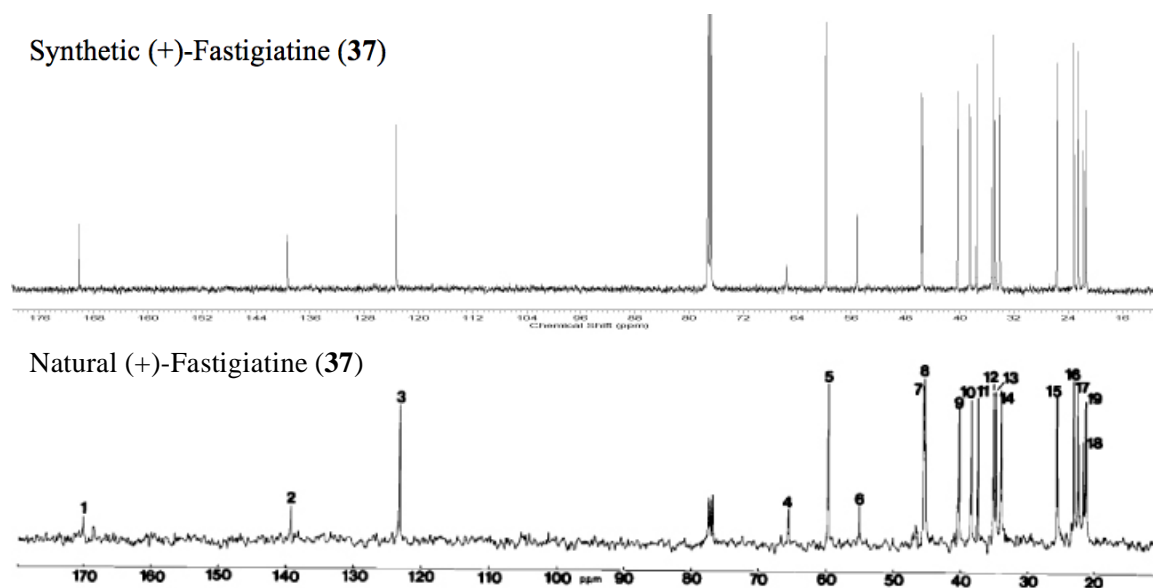 Synthetic (+)-Fastigiatine (37)
176 168 160 152 144 136 128 120 112 104 96 88 80 72 64 56 48 40 32 24 16
Chemical Shift (ppm)
Natural (+)-Fastigiatine (37)
1 2 3 4 5 6 7 8 9 10 11 12 13 14 15 16 17 18 19
170 160 150 140 130 120 110 100 ppm 90 80 70 60 50 40 30 20